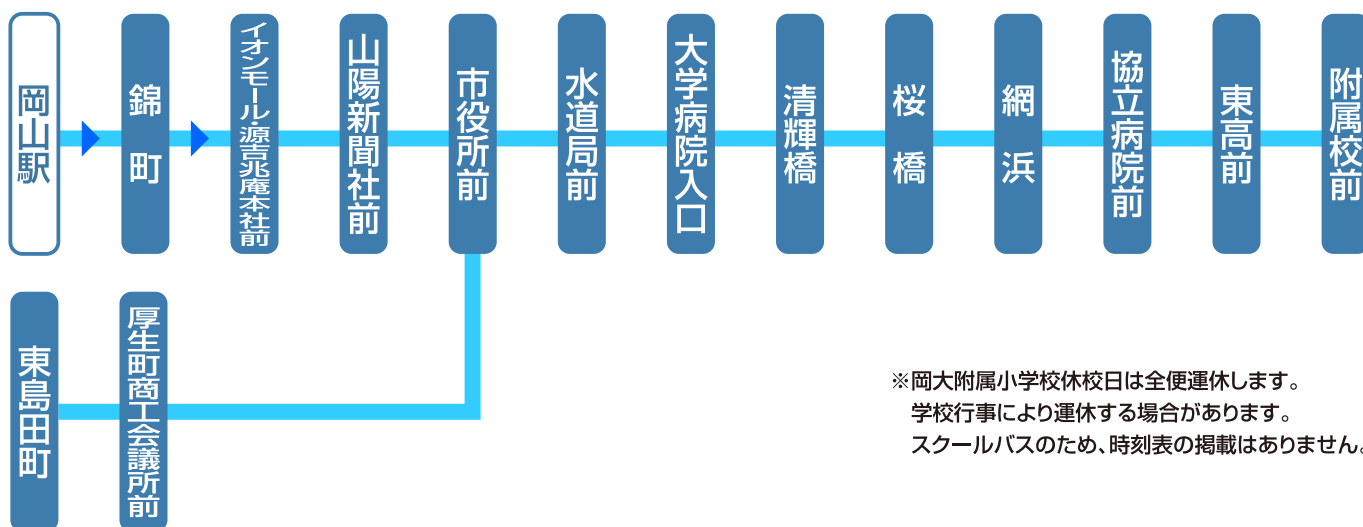 岡山駅
錦町
イオンモール・源吉兆庵本社前
山陽新聞社前
市役所前
水道局前
大学病院入口
清輝橋
桜橋
網浜
協立病院前
東高前
附属校前
東島田町
厚生町商工会議所前
※岡大附属小学校休校日は全便運休します。
学校行事により運休する場合があります。
スクールバスのため、時刻表の掲載はありません。